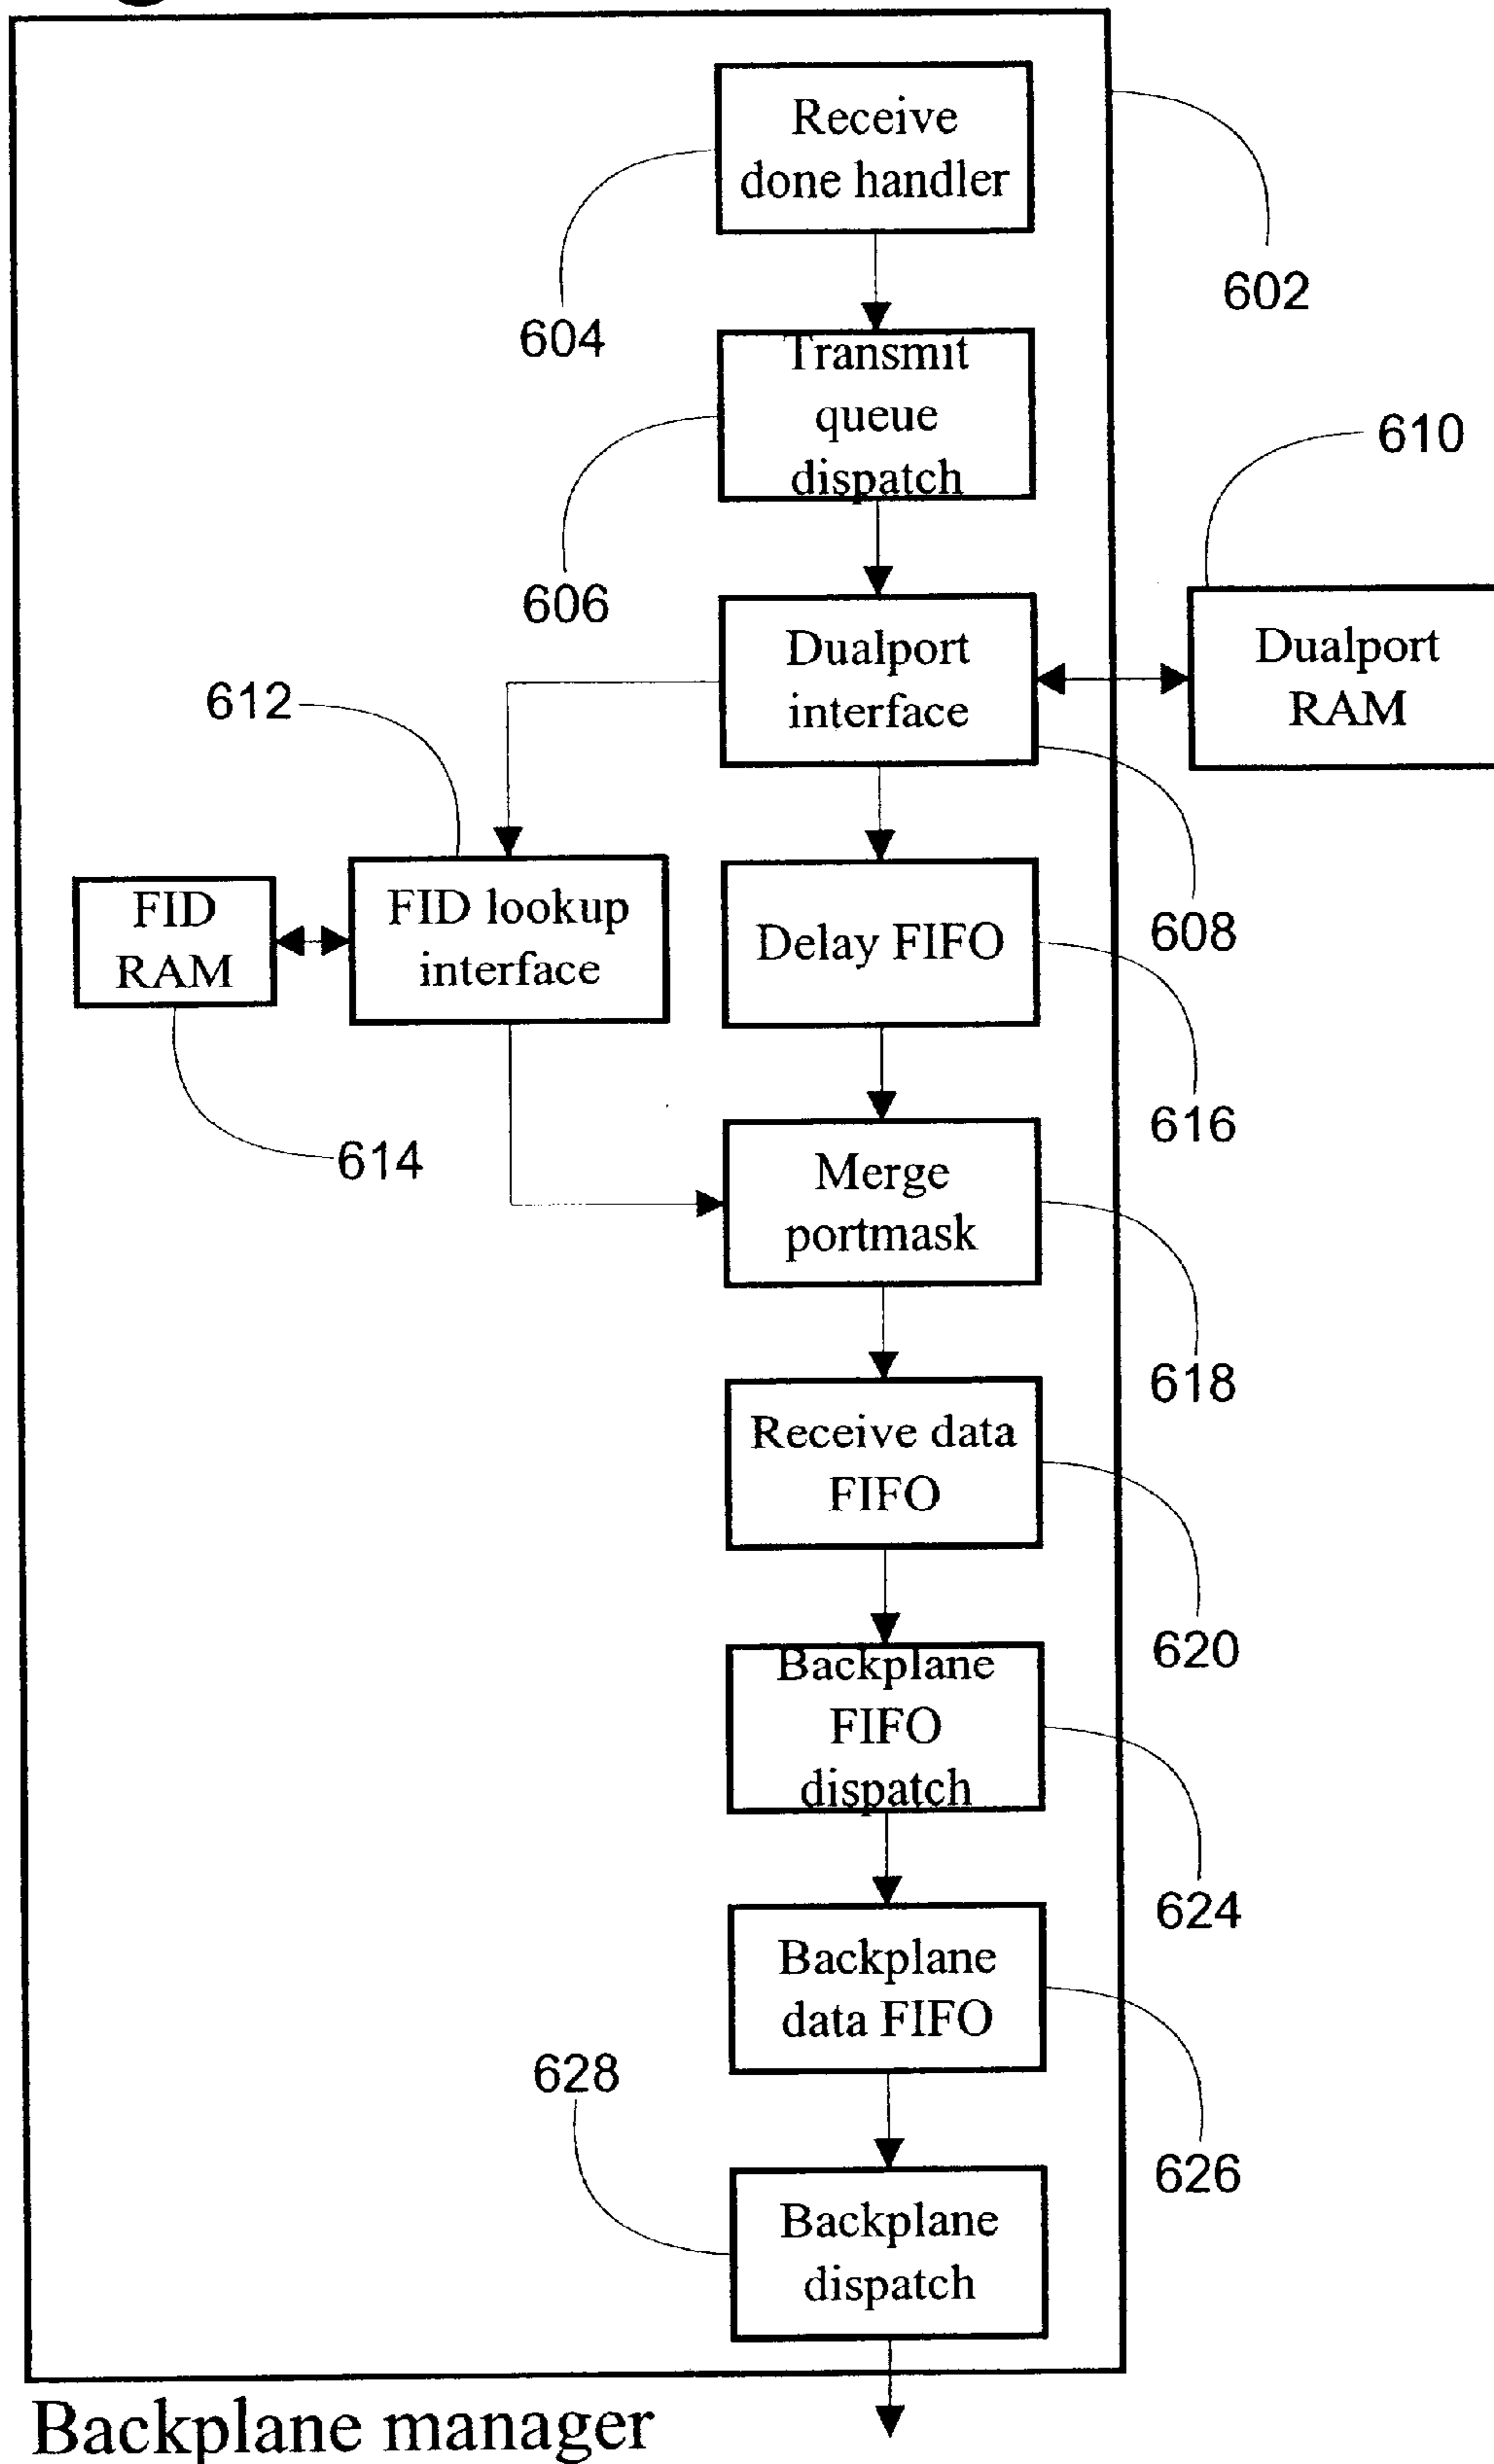 Receive
done handler
602
604
Transmit
queue
dispatch
610
606
Dualport
interface
Dualport
RAM
612
FID
RAM
FID lookup
interface
Delay FIFO
608
616
614
Merge
portmask
618
Receive data
FIFO
620
Backplane
FIFO
dispatch
624
Backplane
data FIFO
628
626
Backplane
dispatch
Backplane manager